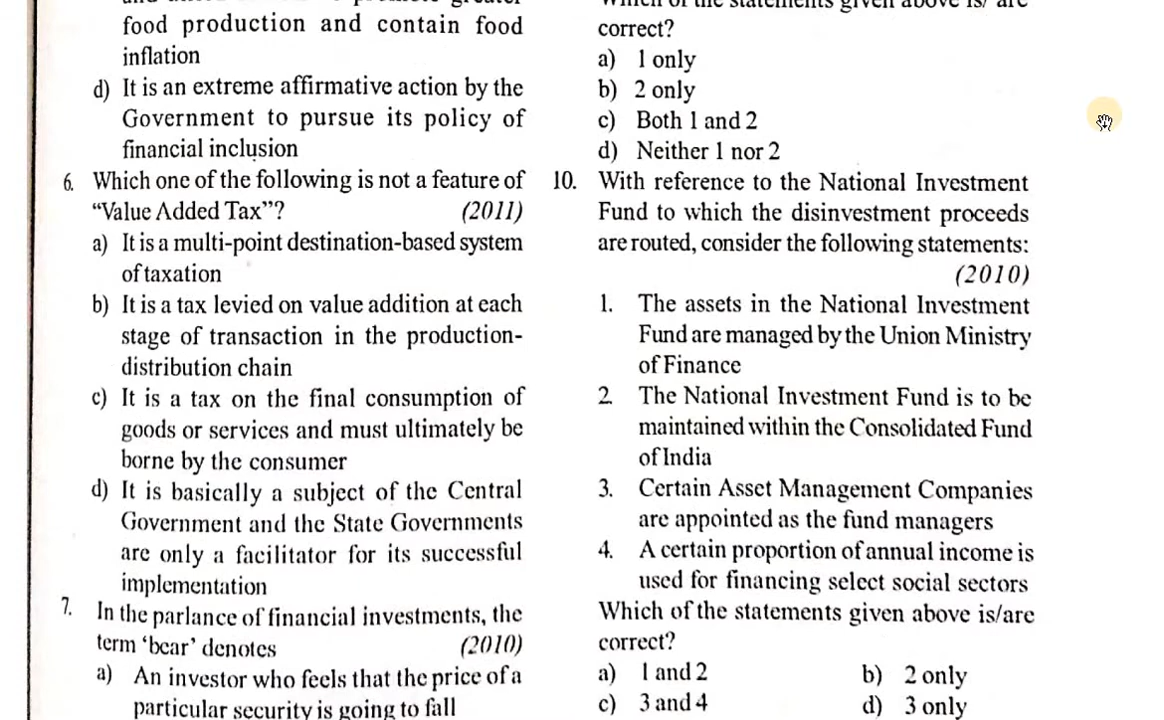 food production and contain food
inflation
d) It is an extreme affirmative action by the
Government to pursue its policy of
financial inclusion
6. Which one of the following is not a feature of
“Value Added Tax”? (2011)
a) It is a multi-point destination-based system
of taxation
b) It is a tax levied on value addition at each
stage of transaction in the production-
distribution chain
c) It is a tax on the final consumption of
goods or services and must ultimately be
borne by the consumer
d) It is basically a subject of the Central
Government and the State Governments
are only a facilitator for its successful
implementation
7. In the parlance of financial investments, the
term ‘bear’ denotes (2010)
a) An investor who feels that the price of a
particular security is going to fall
Which of the statements given above is/ are
correct?
a) 1 only
b) 2 only
c) Both 1 and 2
d) Neither 1 nor 2
10. With reference to the National Investment
Fund to which the disinvestment proceeds
are routed, consider the following statements:
(2010)
1. The assets in the National Investment
Fund are managed by the Union Ministry
of Finance
2. The National Investment Fund is to be
maintained within the Consolidated Fund
of India
3. Certain Asset Management Companies
are appointed as the fund managers
4. A certain proportion of annual income is
used for financing select social sectors
Which of the statements given above is/are
correct?
a) 1 and 2 b) 2 only
c) 3 and 4 d) 3 only